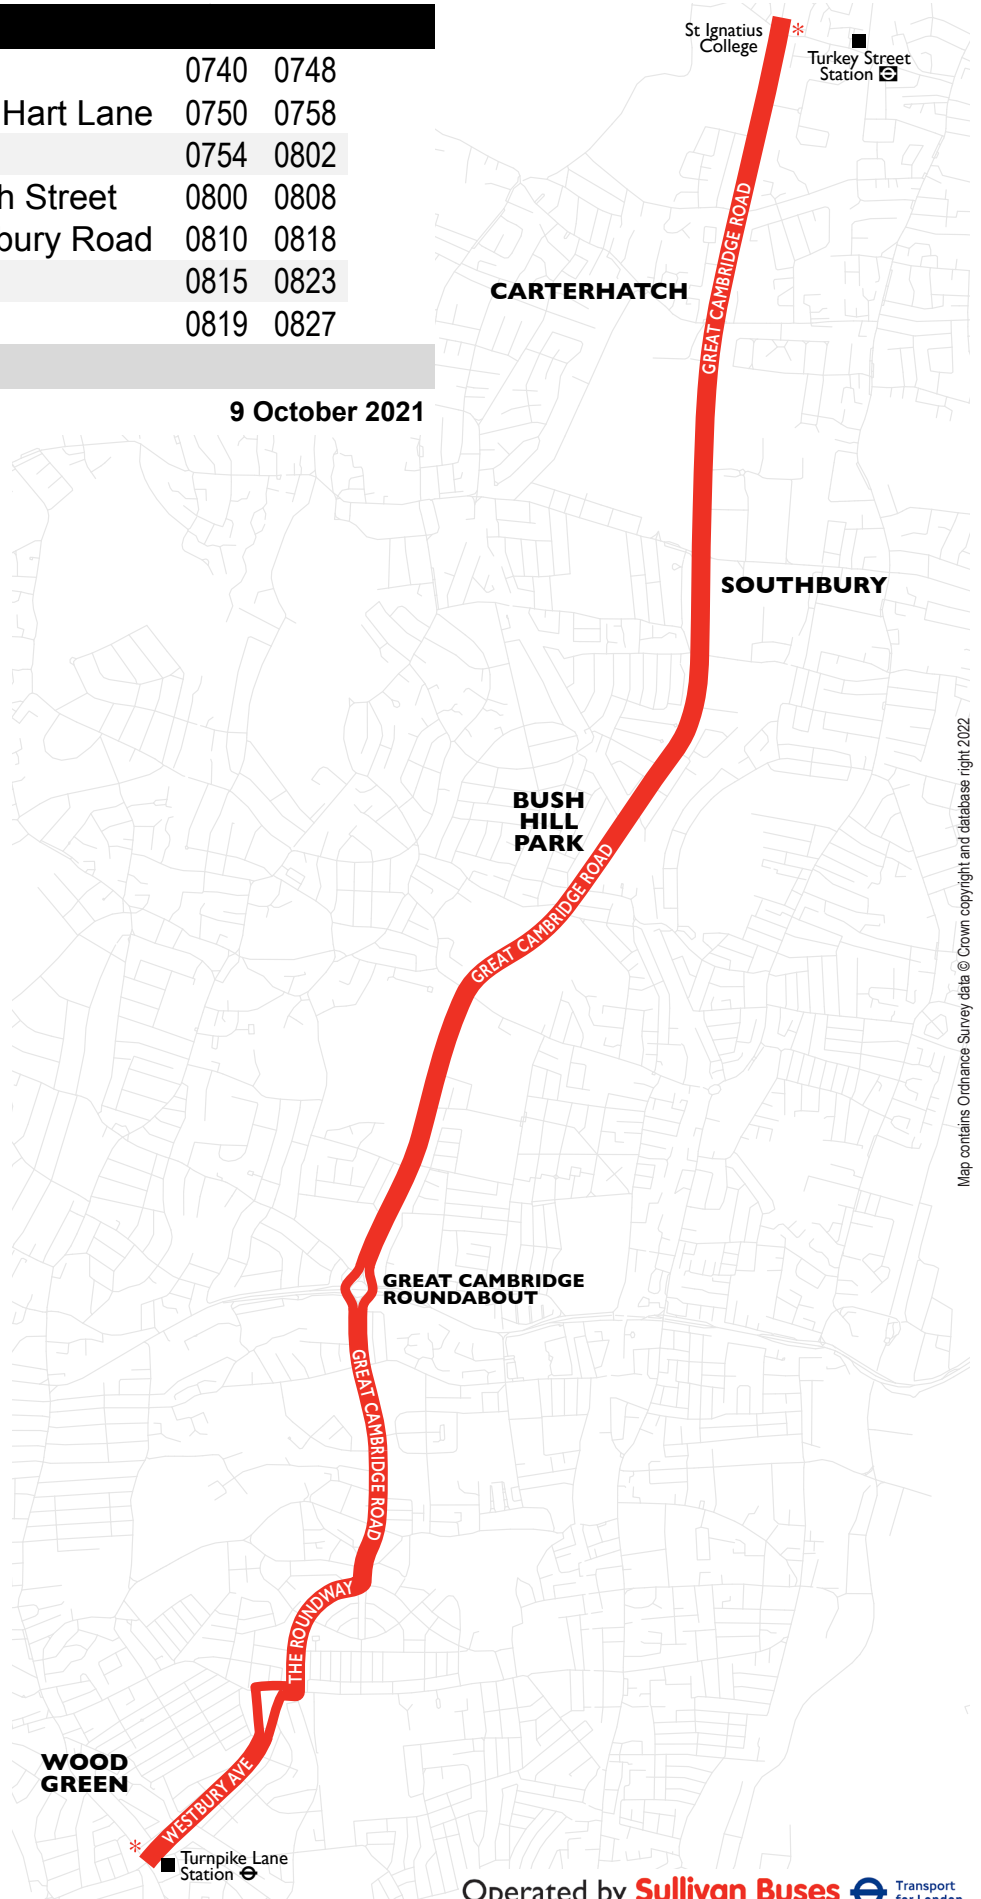 0740 0748
Hart Lane 0750 0758
0754 0802
h Street 0800 0808
bury Road 0810 0818
0815 0823
0819 0827
9 October 2021
St Ignatius
College
*
Turkey Street
Station
GREAT CAMBRIDGE ROAD
CARTERHATCH
SOUTHBURY
BUSH
HILL
PARK
GREAT CAMBRIDGE ROAD
Map contains Ordnance Survey data © Crown copyright and database right 2022
GREAT CAMBRIDGE
ROUNDABOUT
GREAT CAMBRIDGE ROAD
THE ROUNDWAY
WOOD
GREEN
WESTBURY AVE
*
Turnpike Lane
Station
Operated by Sullivan Buses
Transport
for London